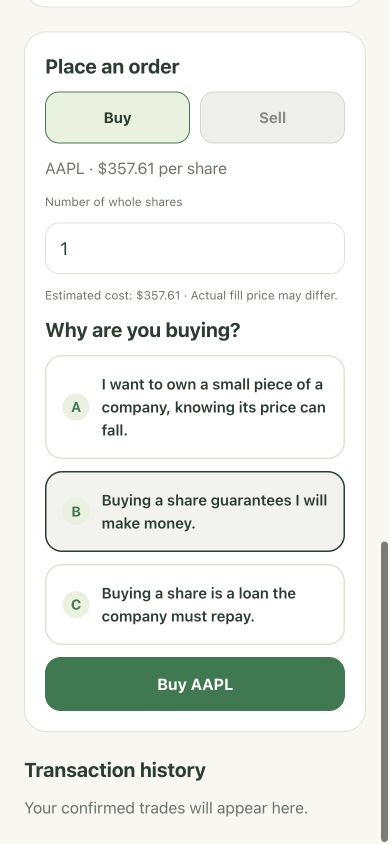 Place an order
Buy
Sell
AAPL · $357.61 per share
Number of whole shares
1
Estimated cost: $357.61 · Actual fill price may differ.
Why are you buying?
A
I want to own a small piece of a
company, knowing its price can
fall.
B
Buying a share guarantees I will
make money.
C
Buying a share is a loan the
company must repay.
Buy AAPL
Transaction history
Your confirmed trades will appear here.